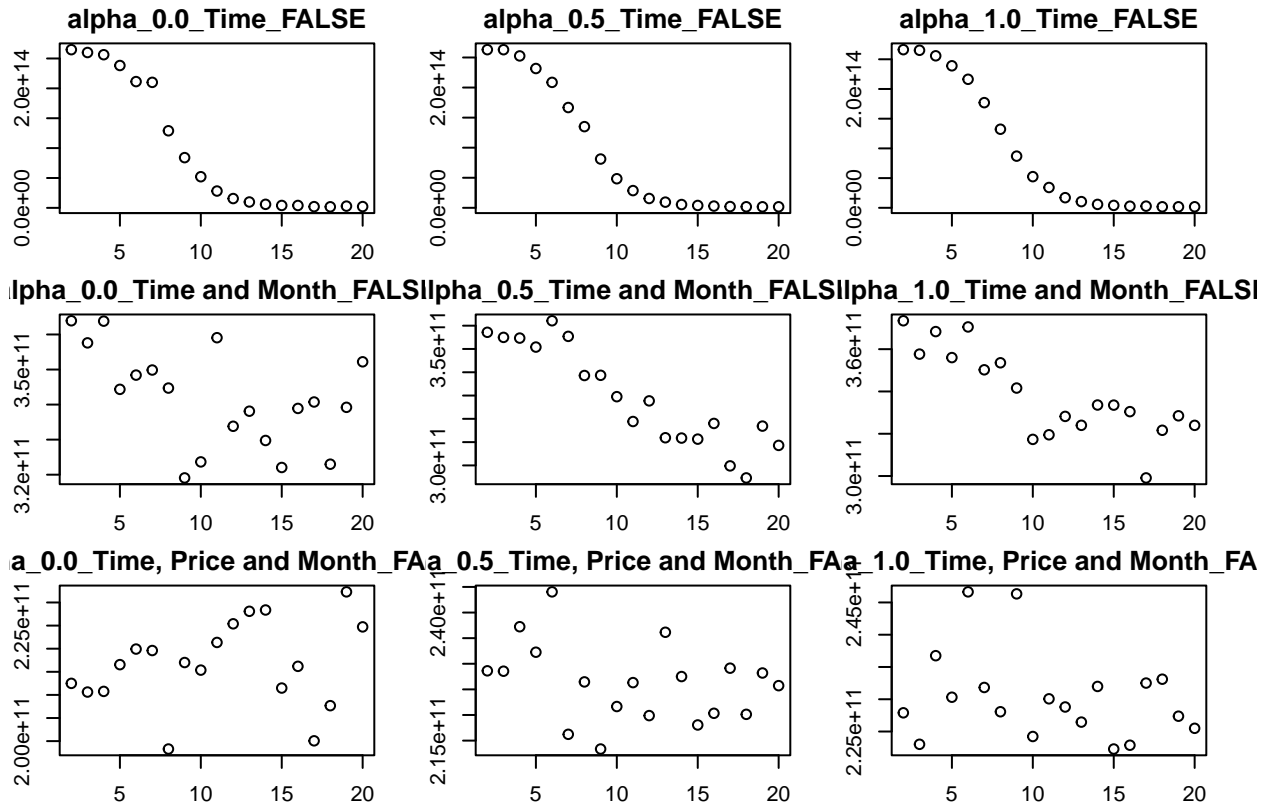 alpha_0.0_Time_FALSE
2.0e+14
0.0e+00
5 10 15 20
alpha_0.5_Time_FALSE
2.0e+14
0.0e+00
5 10 15 20
alpha_1.0_Time_FALSE
2.0e+14
0.0e+00
5 10 15 20
lpha_0.0_Time and Month_FALS
3.5e+11
3.2e+11
5 10 15 20
lpha_0.5_Time and Month_FALS
3.5e+11
3.0e+11
5 10 15 20
lpha_1.0_Time and Month_FALS
3.6e+11
3.0e+11
5 10 15 20
a_0.0_Time, Price and Month_FA
2.25e+11
2.00e+11
5 10 15 20
a_0.5_Time, Price and Month_FA
2.40e+11
2.15e+11
5 10 15 20
a_1.0_Time, Price and Month_FA
2.45e+11
2.25e+11
5 10 15 20